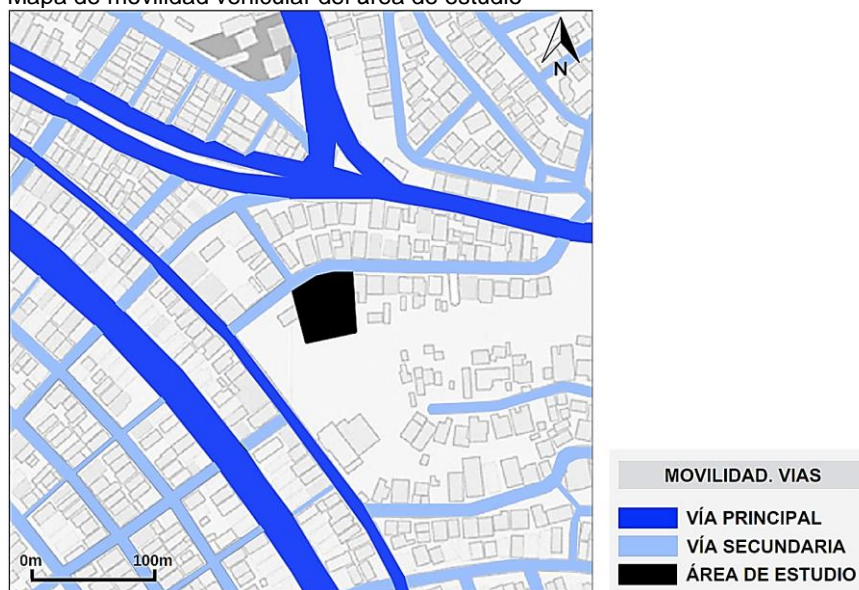 Mapa de movilidad vehicular del área de estudio
N
0m 100m
MOVILIDAD. VIAS
VÍA PRINCIPAL
VÍA SECUNDARIA
ÁREA DE ESTUDIO